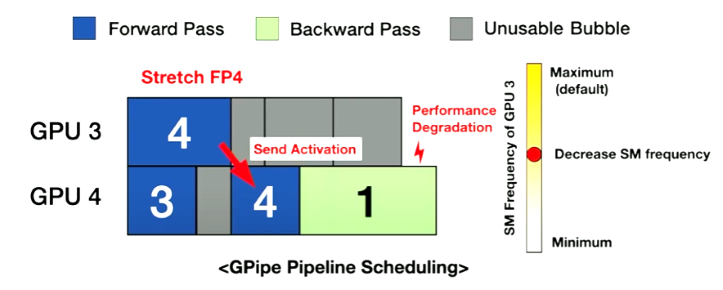 Forward Pass
Backward Pass
Unusable Bubble
Stretch FP4
GPU 3
4
Send Activation
Performance
Degradation
GPU 4
3
4
1
<GPipe Pipeline Scheduling>
SM Frequency of GPU 3
Maximum
(default)
Decrease SM frequency
Minimum